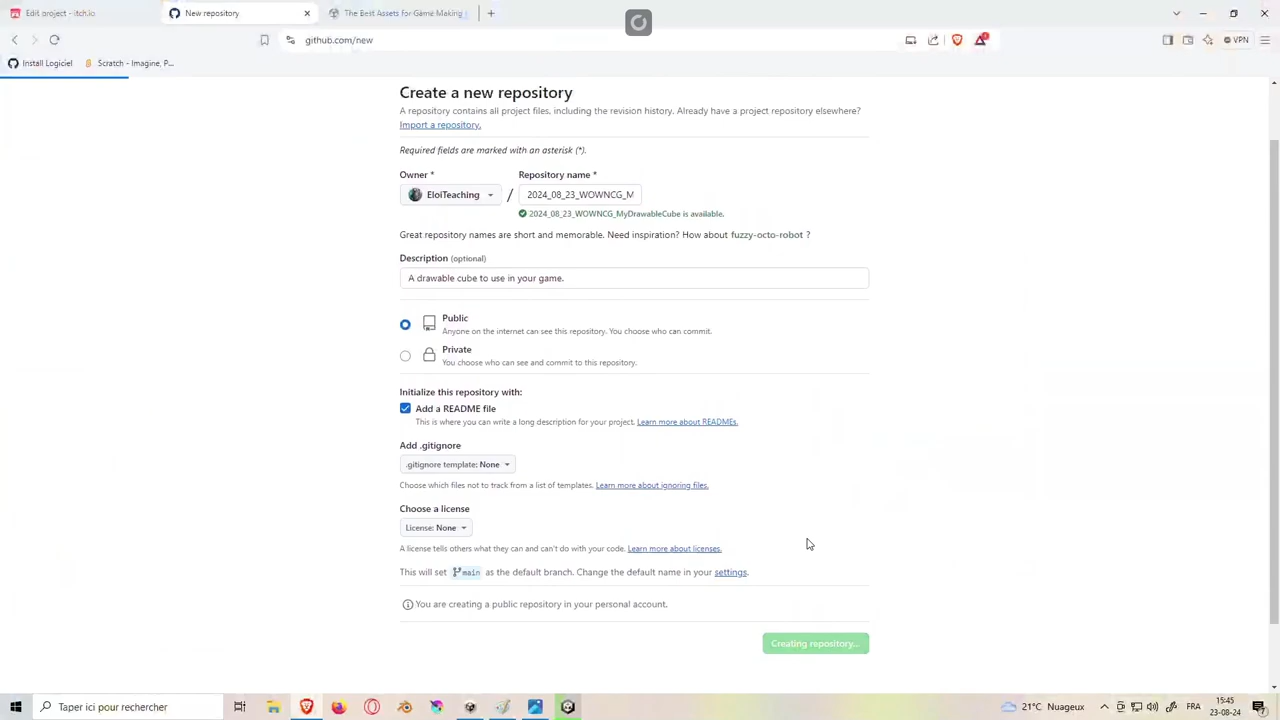 Edit project - itch.io
New repository
The Best Assets for Game Making
github.com/new
VPN
Install Logiciel
Scratch - Imagine, P...
Create a new repository
A repository contains all project files, including the revision history. Already have a project repository elsewhere?
Import a repository.
Required fields are marked with an asterisk (*).
Owner *
Repository name *
EloiTeaching
/
2024_08_23_WOWNCG_M
2024_08_23_WOWNCG_MyDrawableCube is available.
Great repository names are short and memorable. Need inspiration? How about fuzzy-octo-robot ?
Description (optional)
A drawable cube to use in your game.
Public
Anyone on the internet can see this repository. You choose who can commit.
Private
You choose who can see and commit to this repository.
Initialize this repository with:
Add a README file
This is where you can write a long description for your project. Learn more about READMEs.
Add .gitignore
.gitignore template: None
Choose which files not to track from a list of templates. Learn more about ignoring files.
Choose a license
License: None
A license tells others what they can and can't do with your code. Learn more about licenses.
This will set main as the default branch. Change the default name in your settings.
You are creating a public repository in your personal account.
Creating repository...
Taper ici pour rechercher
21°C Nuageux
FRA
15:45
23-08-24